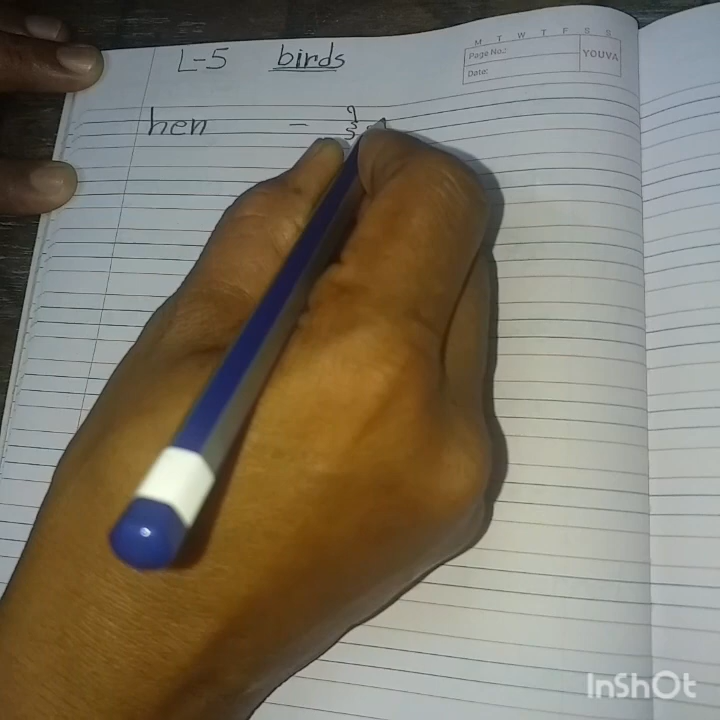 L-5 birds
hen -
M T W T F S S
Page No.:
Date:
YOUVA
InShOt